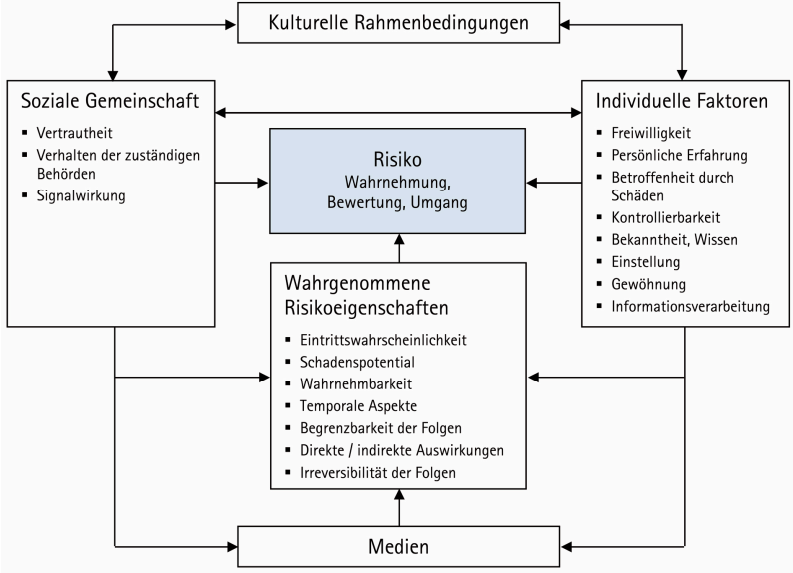 Kulturelle Rahmenbedingungen
Soziale Gemeinschaft
▪ Vertrautheit
▪ Verhalten der zuständigen
Behörden
▪ Signalwirkung
Risiko
Wahrnehmung,
Bewertung, Umgang
Individuelle Faktoren
▪ Freiwilligkeit
▪ Persönliche Erfahrung
▪ Betroffenheit durch
Schäden
▪ Kontrollierbarkeit
▪ Bekanntheit, Wissen
▪ Einstellung
▪ Gewöhnung
▪ Informationsverarbeitung
Wahrgenommene
Risikoeigenschaften
▪ Eintrittswahrscheinlichkeit
▪ Schadenspotential
▪ Wahrnehmbarkeit
▪ Temporale Aspekte
▪ Begrenzbarkeit der Folgen
▪ Direkte / indirekte Auswirkungen
▪ Irreversibilität der Folgen
Medien